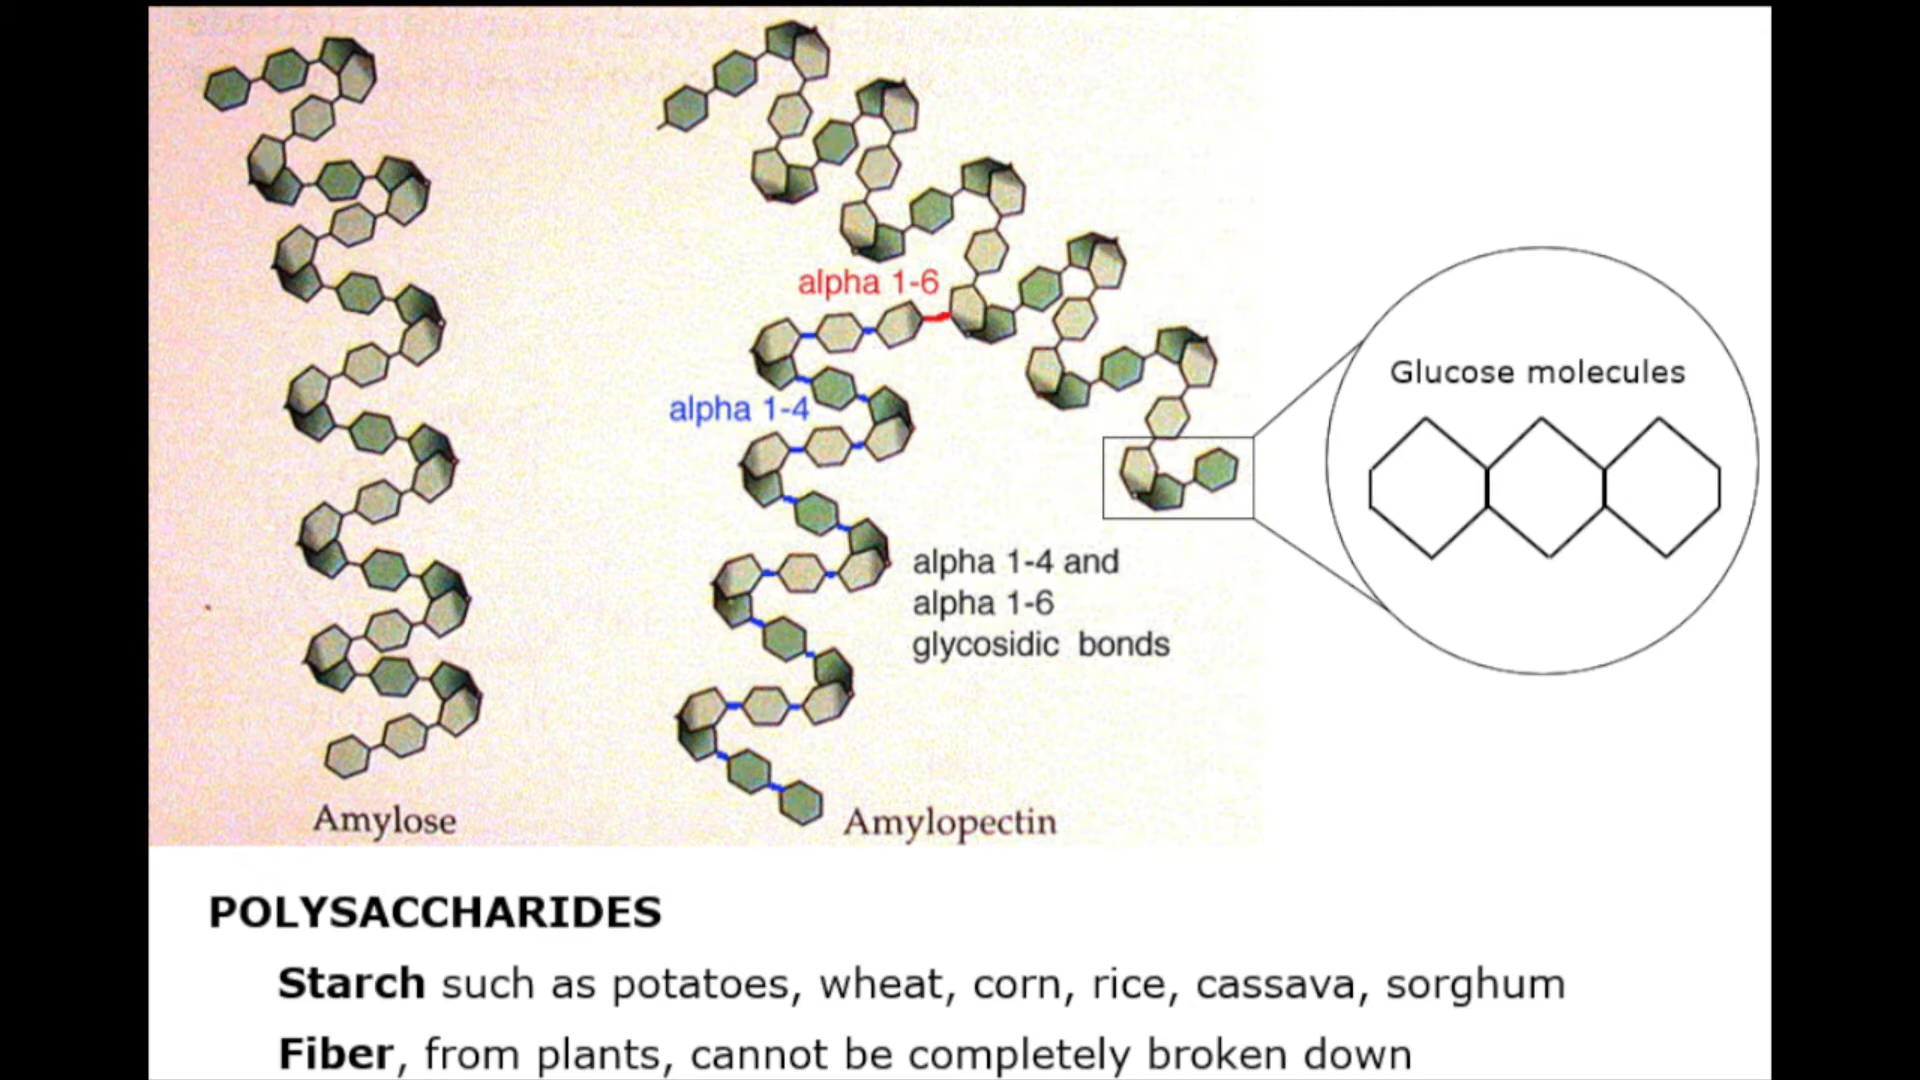 alpha 1-6
alpha 1-4
alpha 1-4 and
alpha 1-6
glycosidic bonds
Glucose molecules
Amylose
Amylopectin
POLYSACCHARIDES
Starch such as potatoes, wheat, corn, rice, cassava, sorghum
Fiber, from plants, cannot be completely broken down